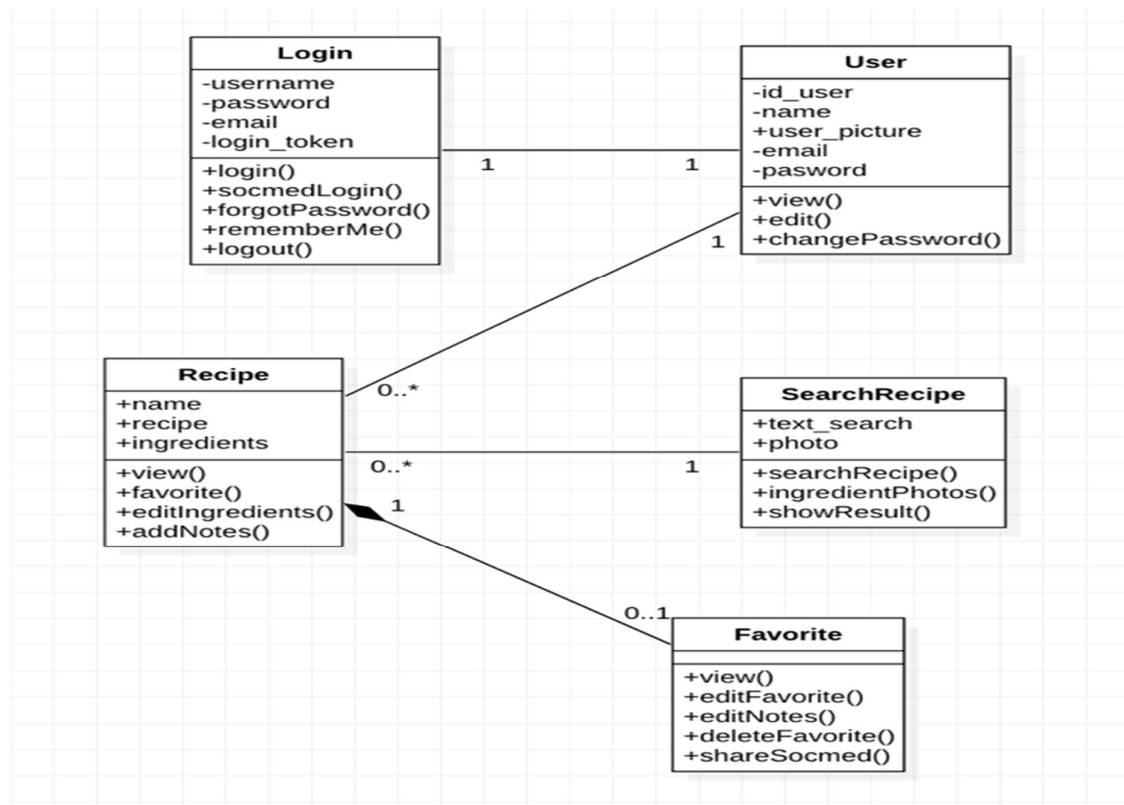 Login
-username
-password
-email
-login_token
+login()
+socmedLogin()
+forgotPassword()
+rememberMe()
+logout()
1
1
User
-id_user
-name
+user_picture
-email
-pasword
+view()
+edit()
+changePassword()
1
0..*
Recipe
+name
+recipe
+ingredients
+view()
+favorite()
+editIngredients()
+addNotes()
0..*
1
SearchRecipe
+text_search
+photo
+searchRecipe()
+ingredientPhotos()
+showResult()
1
0..1
Favorite
+view()
+editFavorite()
+editNotes()
+deleteFavorite()
+shareSocmed()